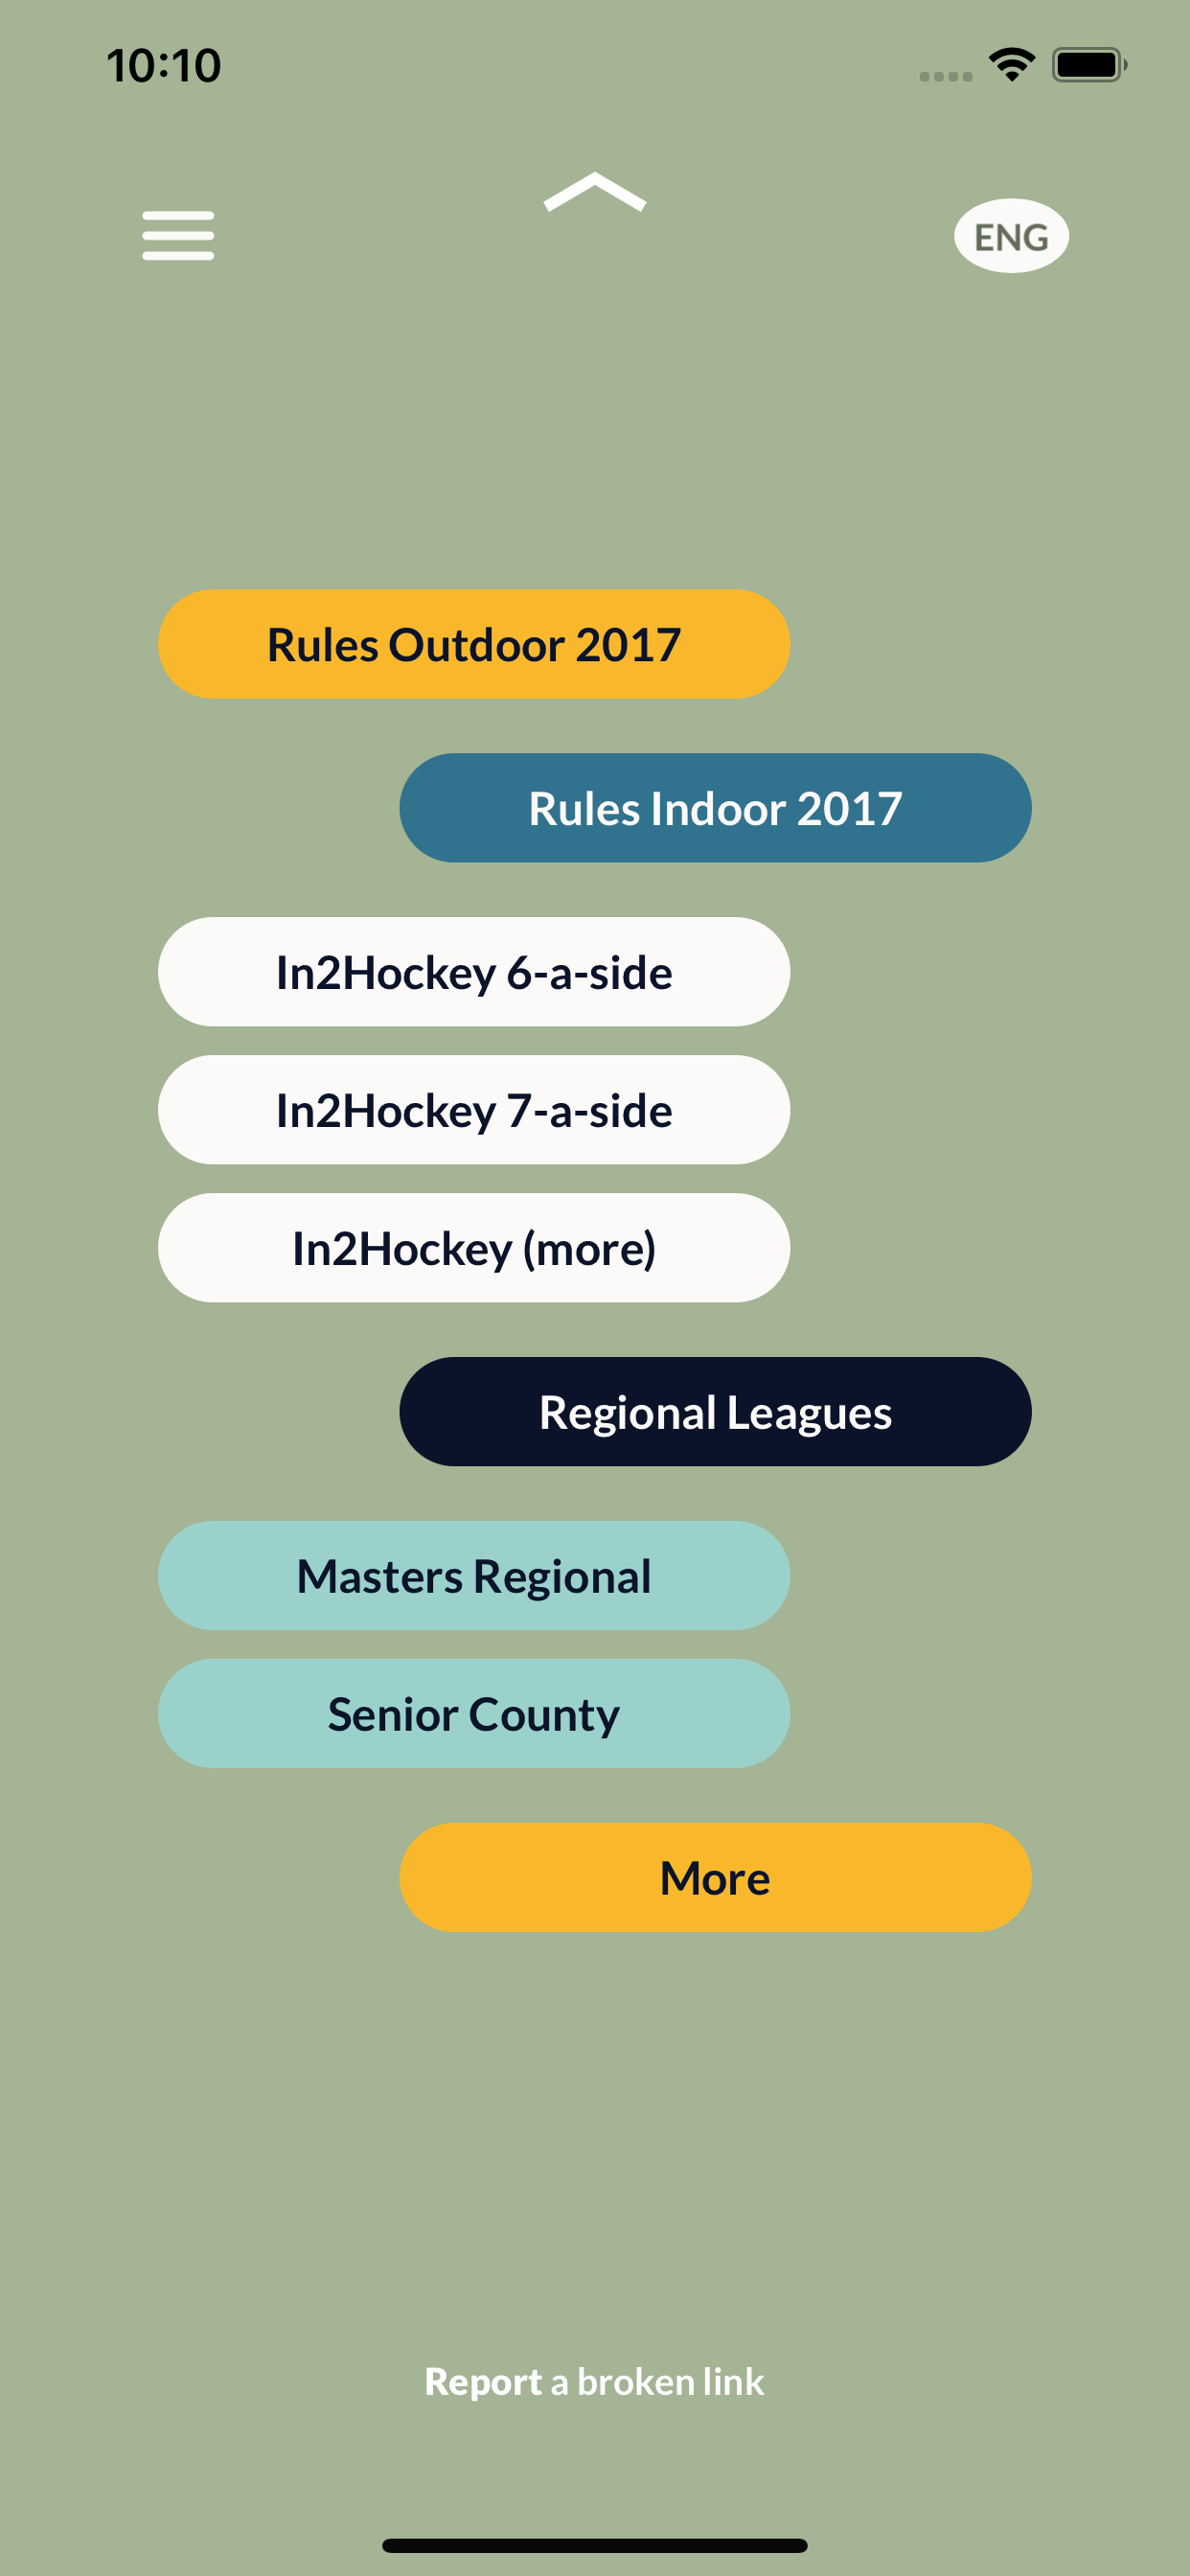 10:10
ENG
Rules Outdoor 2017
Rules Indoor 2017
In2Hockey 6-a-side
In2Hockey 7-a-side
In2Hockey (more)
Regional Leagues
Masters Regional
Senior County
More
Report a broken link